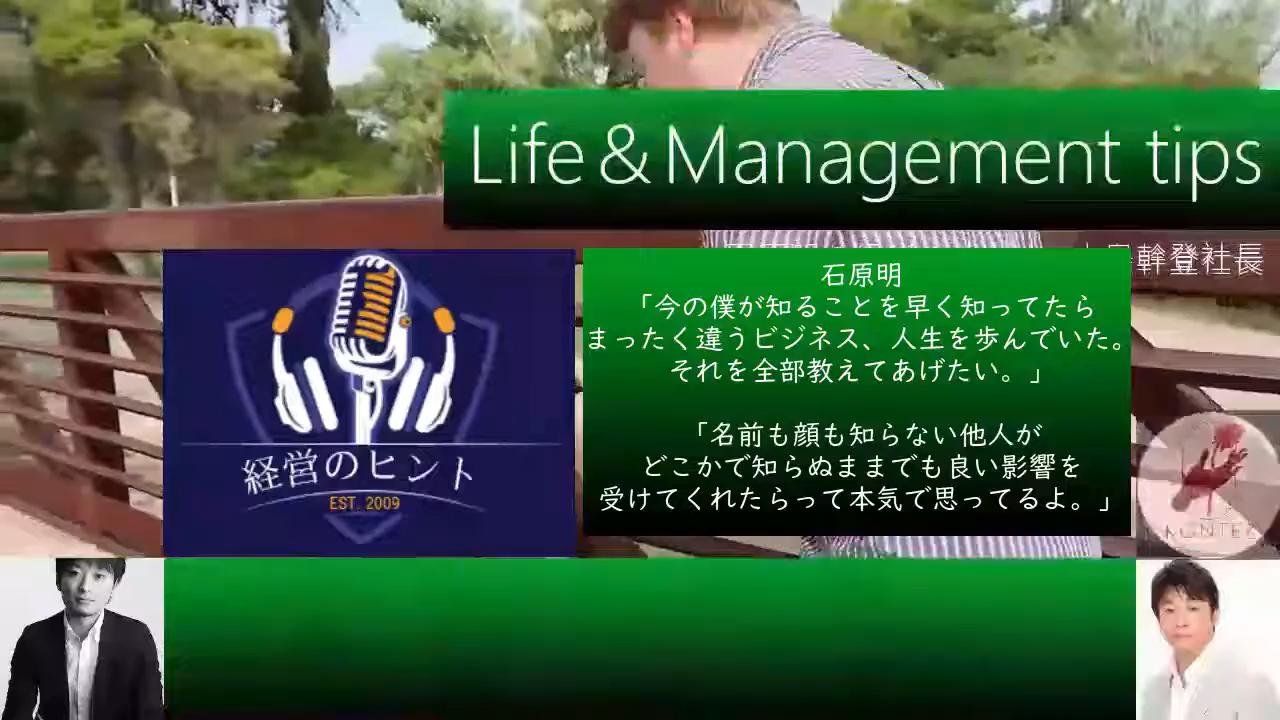 Life&Management tips
幹登社長
石原明
「今の僕が知ることを早く知ってたら
まったく違うビジネス、人生を歩んでいた。
それを全部教えてあげたい。」
「名前も顔も知らない他人が
どこかで知らぬままでも良い影響を
受けてくれたらって本気で思ってるよ。」
経営のヒント
EST. 2009